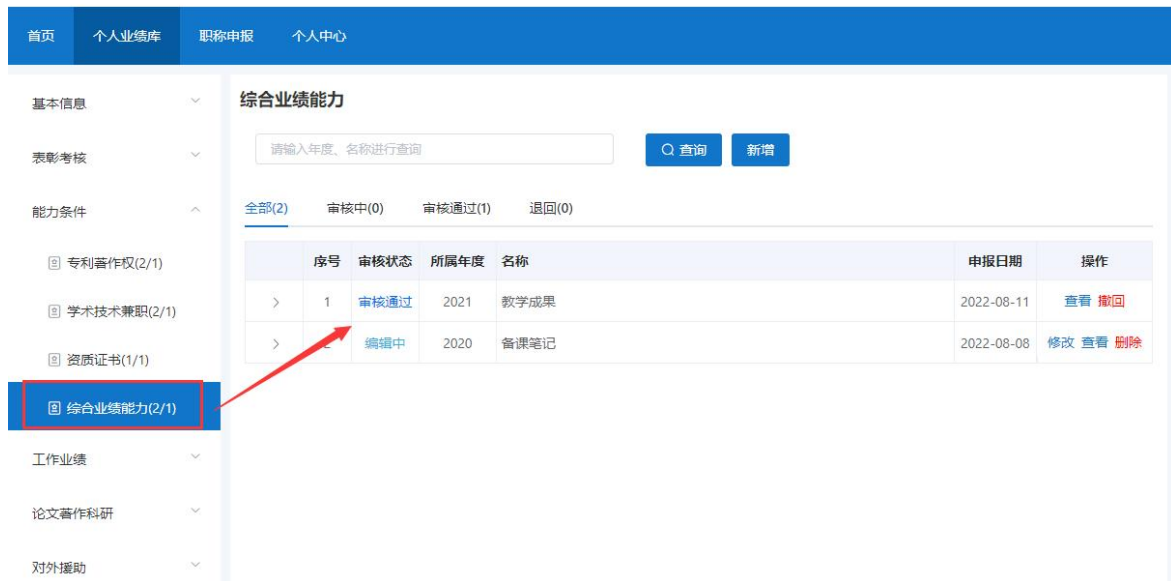 首页 个人业绩库 职称申报 个人中心
基本信息
表彰考核
能力条件
专利著作权(2/1)
学术技术兼职(2/1)
资质证书(1/1)
综合业绩能力(2/1)
工作业绩
论文著作科研
对外援助
综合业绩能力
请输入年度、名称进行查询 查询 新增
全部(2) 审核中(0) 审核通过(1) 退回(0)
序号 审核状态 所属年度 名称 申报日期 操作
1 审核通过 2021 教学成果 2022-08-11 查看 撤回
编辑中 2020 备课笔记 2022-08-08 修改 查看 删除